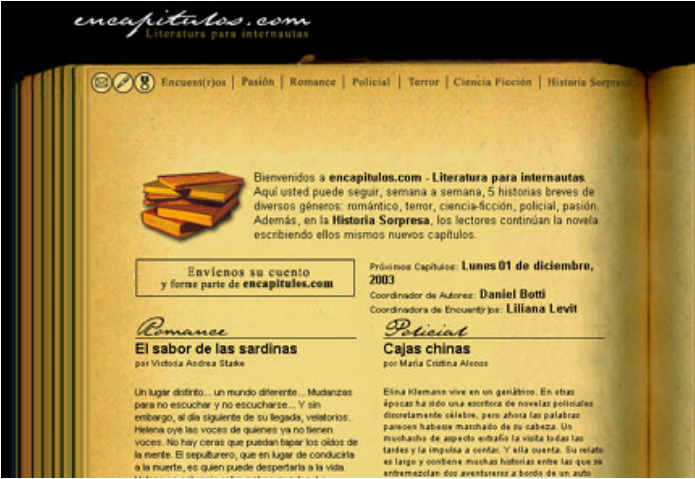 encapitulos.com
Literatura para internautas
Encuent(r)os | Pasión | Romance | Policial | Terror | Ciencia Ficción | Historia Sorpresa
Bienvenidos a encapitulos.com - Literatura para internautas.
Aquí usted puede seguir, semana a semana, 5 historias breves de
diversos géneros: romántico, terror, ciencia-ficción, policial, pasión.
Además, en la Historia Sorpresa, los lectores continúan la novela
escribiendo ellos mismos nuevos capítulos.
Envíenos su cuento
y forme parte de encapitulos.com
Próximos Capítulos: Lunes 01 de diciembre,
2003
Coordinador de Autores: Daniel Botti
Coordinadora de Encuent(r)os: Liliana Levit
Romance
El sabor de las sardinas
por Victoria Andrea Starke
Un lugar distinto... un mundo diferente... Mudanzas
para no escuchar y no escucharse... Y sin
embargo, al día siguiente de su llegada, velatorios.
Helena oye las voces de quienes ya no tienen
voces. No hay ceras que puedan tapar los oídos de
la mente. El sepulturero, que en lugar de conducirla
a la muerte, es quien puede despertarla a la vida.
Policial
Cajas chinas
por María Cristina Alonso
Elina Klemann vive en un geriátrico. En otras
épocas ha sido una escritora de novelas policiales
discretamente célebre, pero ahora las palabras
parecen haberse marchado de su cabeza. Un
muchacho de aspecto extraño la visita todas las
tardes y la impulsa a contar. Y ella cuenta. Su relato
es largo y contiene muchas historias entre las que se
entremezclan dos aventureros a bordo de un auto